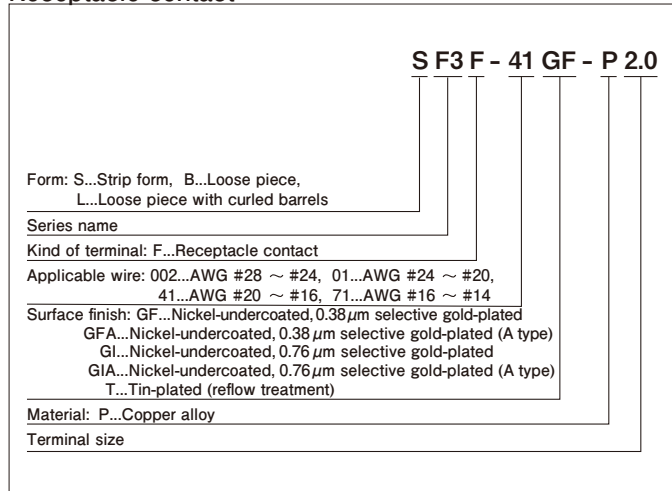 Receptacle contact
S F3 F - 41 GF - P 2.0
Form: S...Strip form, B...Loose piece,
L...Loose piece with curled barrels
Series name
Kind of terminal: F...Receptacle contact
Applicable wire: 002...AWG #28 ～ #24, 01...AWG #24 ～ #20,
41...AWG #20 ～ #16, 71...AWG #16 ～ #14
Surface finish: GF...Nickel-undercoated, 0.38μm selective gold-plated
GFA...Nickel-undercoated, 0.38μm selective gold-plated (A type)
GI...Nickel-undercoated, 0.76μm selective gold-plated
GIA...Nickel-undercoated, 0.76μm selective gold-plated (A type)
T...Tin-plated (reflow treatment)
Material: P...Copper alloy
Terminal size